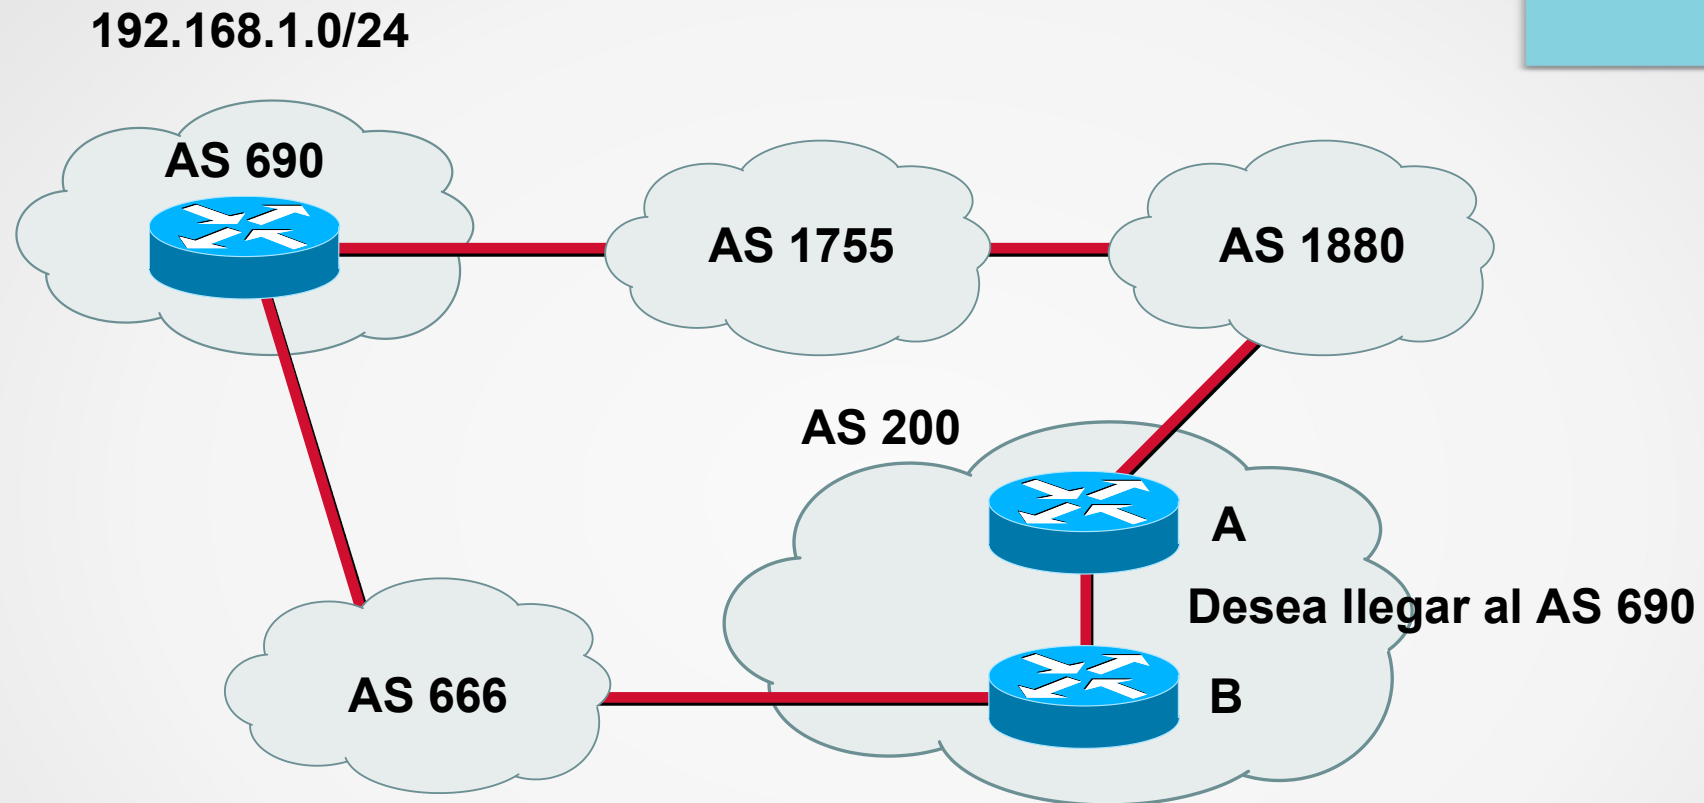 192.168.1.0/24
AS 690
AS 1755
AS 1880
AS 200
A
Desea llegar al AS 690
AS 666
B